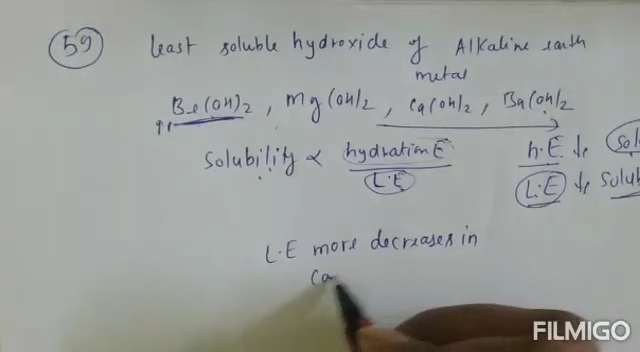 59 least soluble hydroxide of Alkaline earth
metal
Be(OH)2, Mg(OH)2, Ca(OH)2, Ba(OH)2
Solubility ∝ hydration E / L.E
h.E ↓
L.E ↓
L.E more decreases in
Ca
FILMIGO